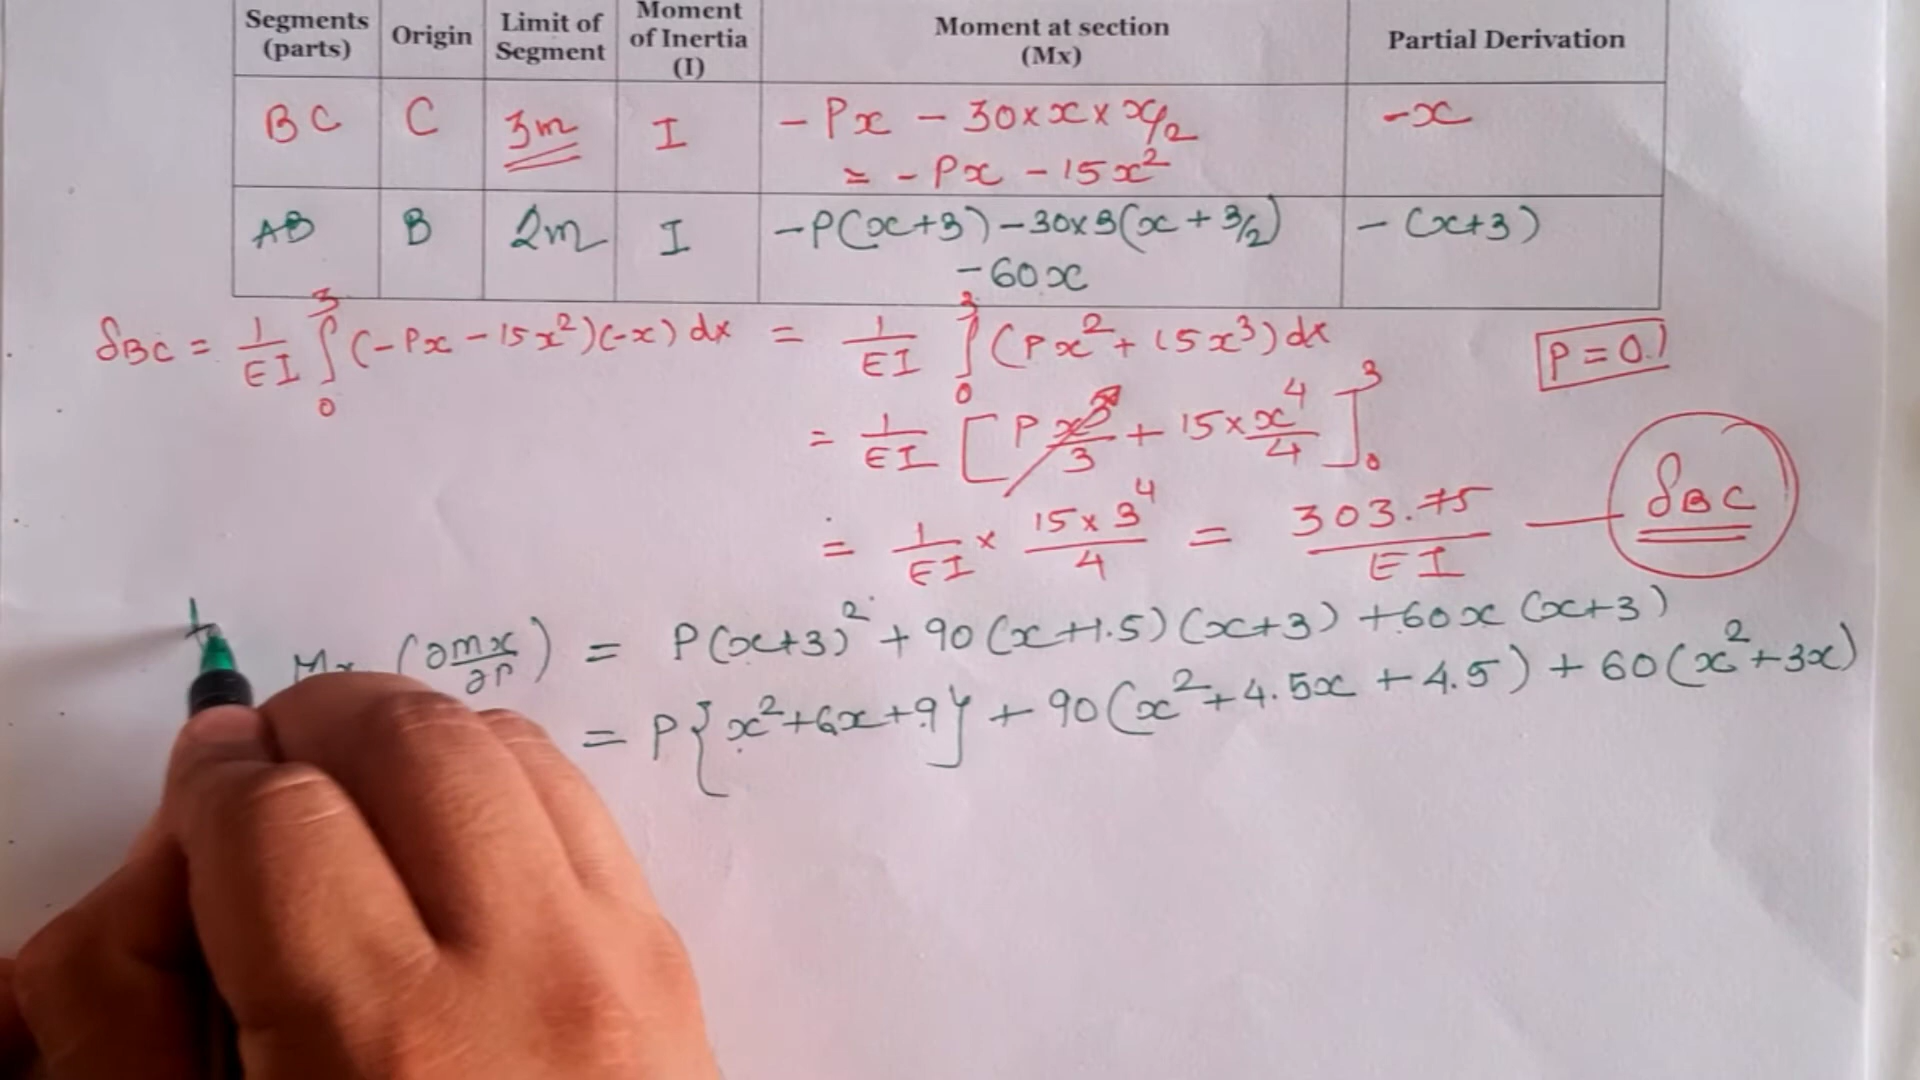 Segments (parts) | Origin | Limit of Segment | Moment of Inertia (I) | Moment at section (Mx) | Partial Derivation
BC | C | 3m | I | - Px - 30×x×x/2 = - Px - 15x² | -x
AB | B | 2m | I | -P(x+3) - 30×3(x + 3/2) - 60x | - (x+3)
δBC = 1/EI ∫₀³ (-Px - 15x²)(-x) dx = 1/EI ∫₀³ (Px² + 15x³) dx
P = 0
= 1/EI [P x³/3 + 15 × x⁴/4]₀³
= 1/EI × 15×3⁴/4 = 303.75/EI — δBC
Mx (∂mx/∂P) = P(x+3)² + 90(x+1.5)(x+3) + 60x(x+3)
= P{x²+6x+9} + 90(x²+4.5x+4.5) + 60(x²+3x)